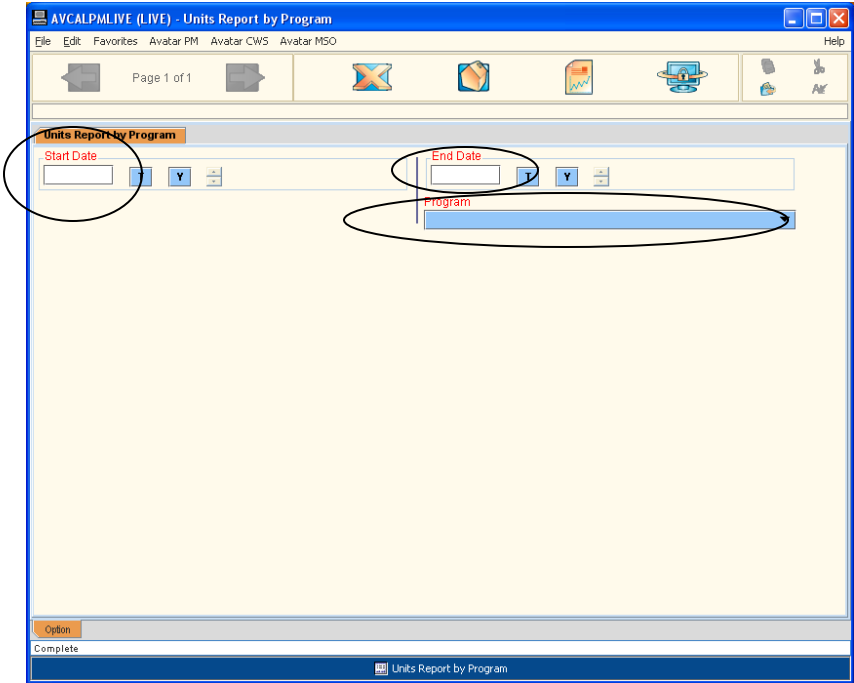 AVCALPMLIVE (LIVE) - Units Report by Program
File Edit Favorites Avatar PM Avatar CWS Avatar MSO Help
Page 1 of 1
Units Report by Program
Start Date
T Y
End Date
T Y
Program
Option
Complete
Units Report by Program